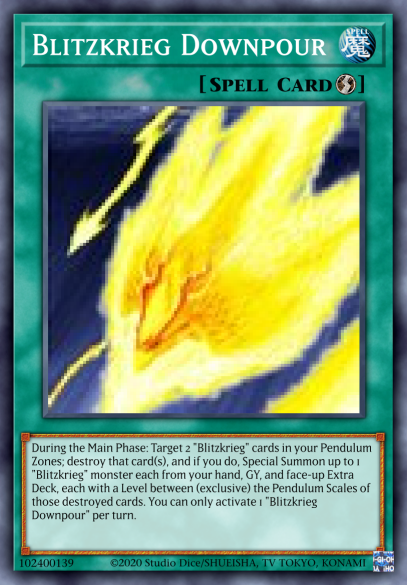 BLITZKRIEG DOWNPOUR
SPELL
魔
[SPELL CARD]
During the Main Phase: Target 2 "Blitzkrieg" cards in your Pendulum
Zones; destroy that card(s), and if you do, Special Summon up to 1
"Blitzkrieg" monster each from your hand, GY, and face-up Extra
Deck, each with a Level between (exclusive) the Pendulum Scales of
those destroyed cards. You can only activate 1 "Blitzkrieg
Downpour" per turn.
102400139
©2020 Studio Dice/SHUEISHA, TV TOKYO, KONAMI